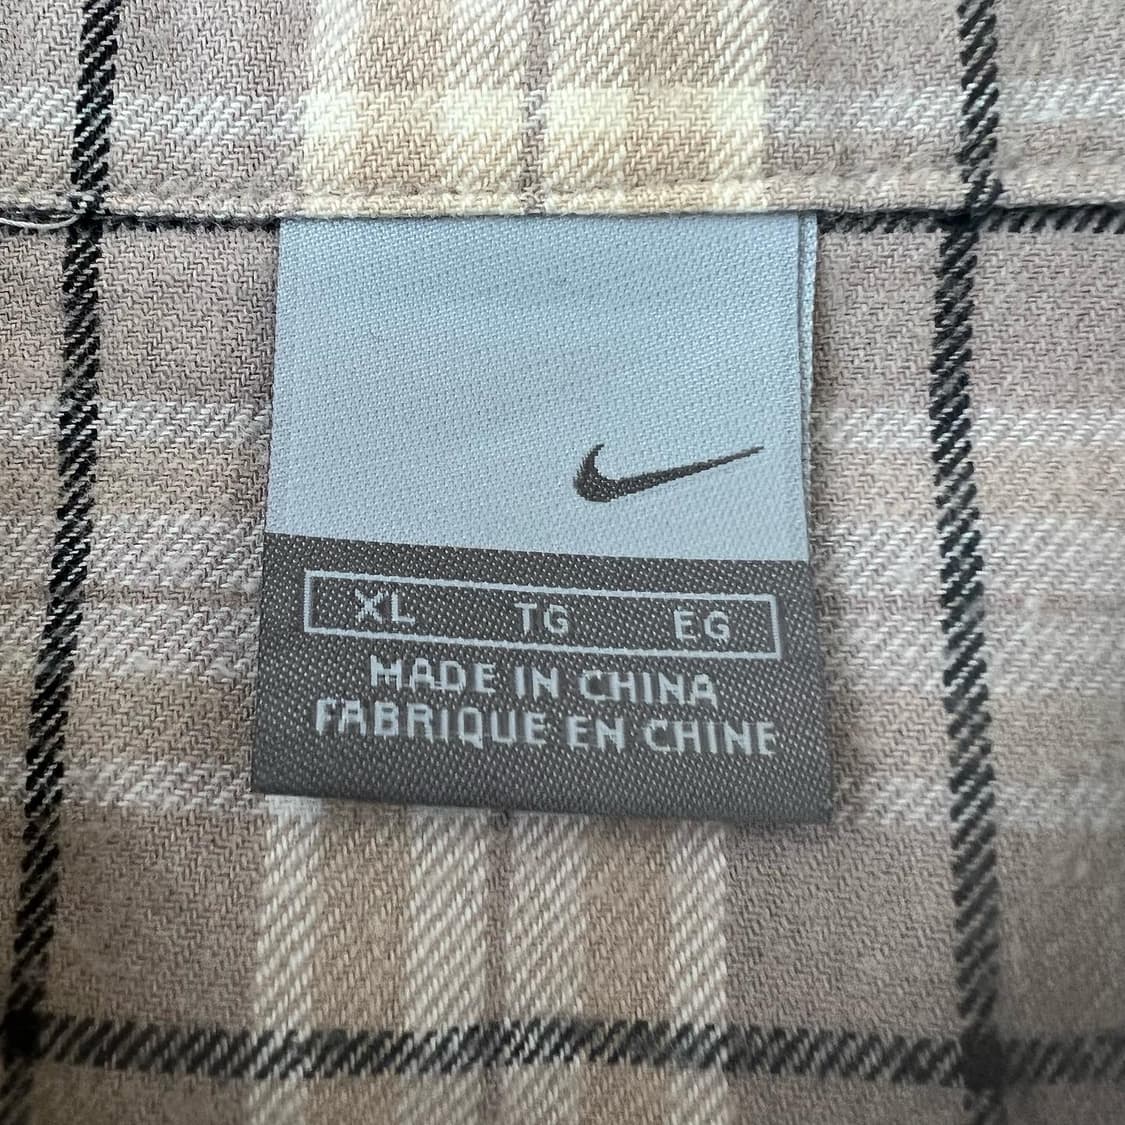 XL TG EG
MADE IN CHINA
FABRIQUE EN CHINE